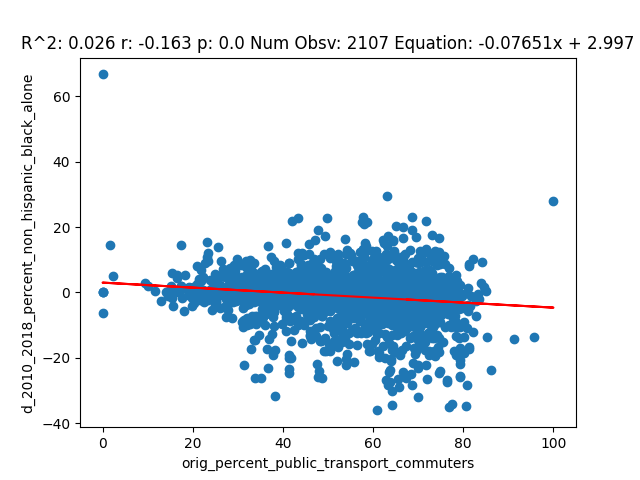 R^2: 0.026 r: -0.163 p: 0.0 Num Obsv: 2107 Equation: -0.07651x + 2.997
d_2010_2018_percent_non_hispanic_black_alone
60
40
20
0
−20
−40
0 20 40 60 80 100
orig_percent_public_transport_commuters